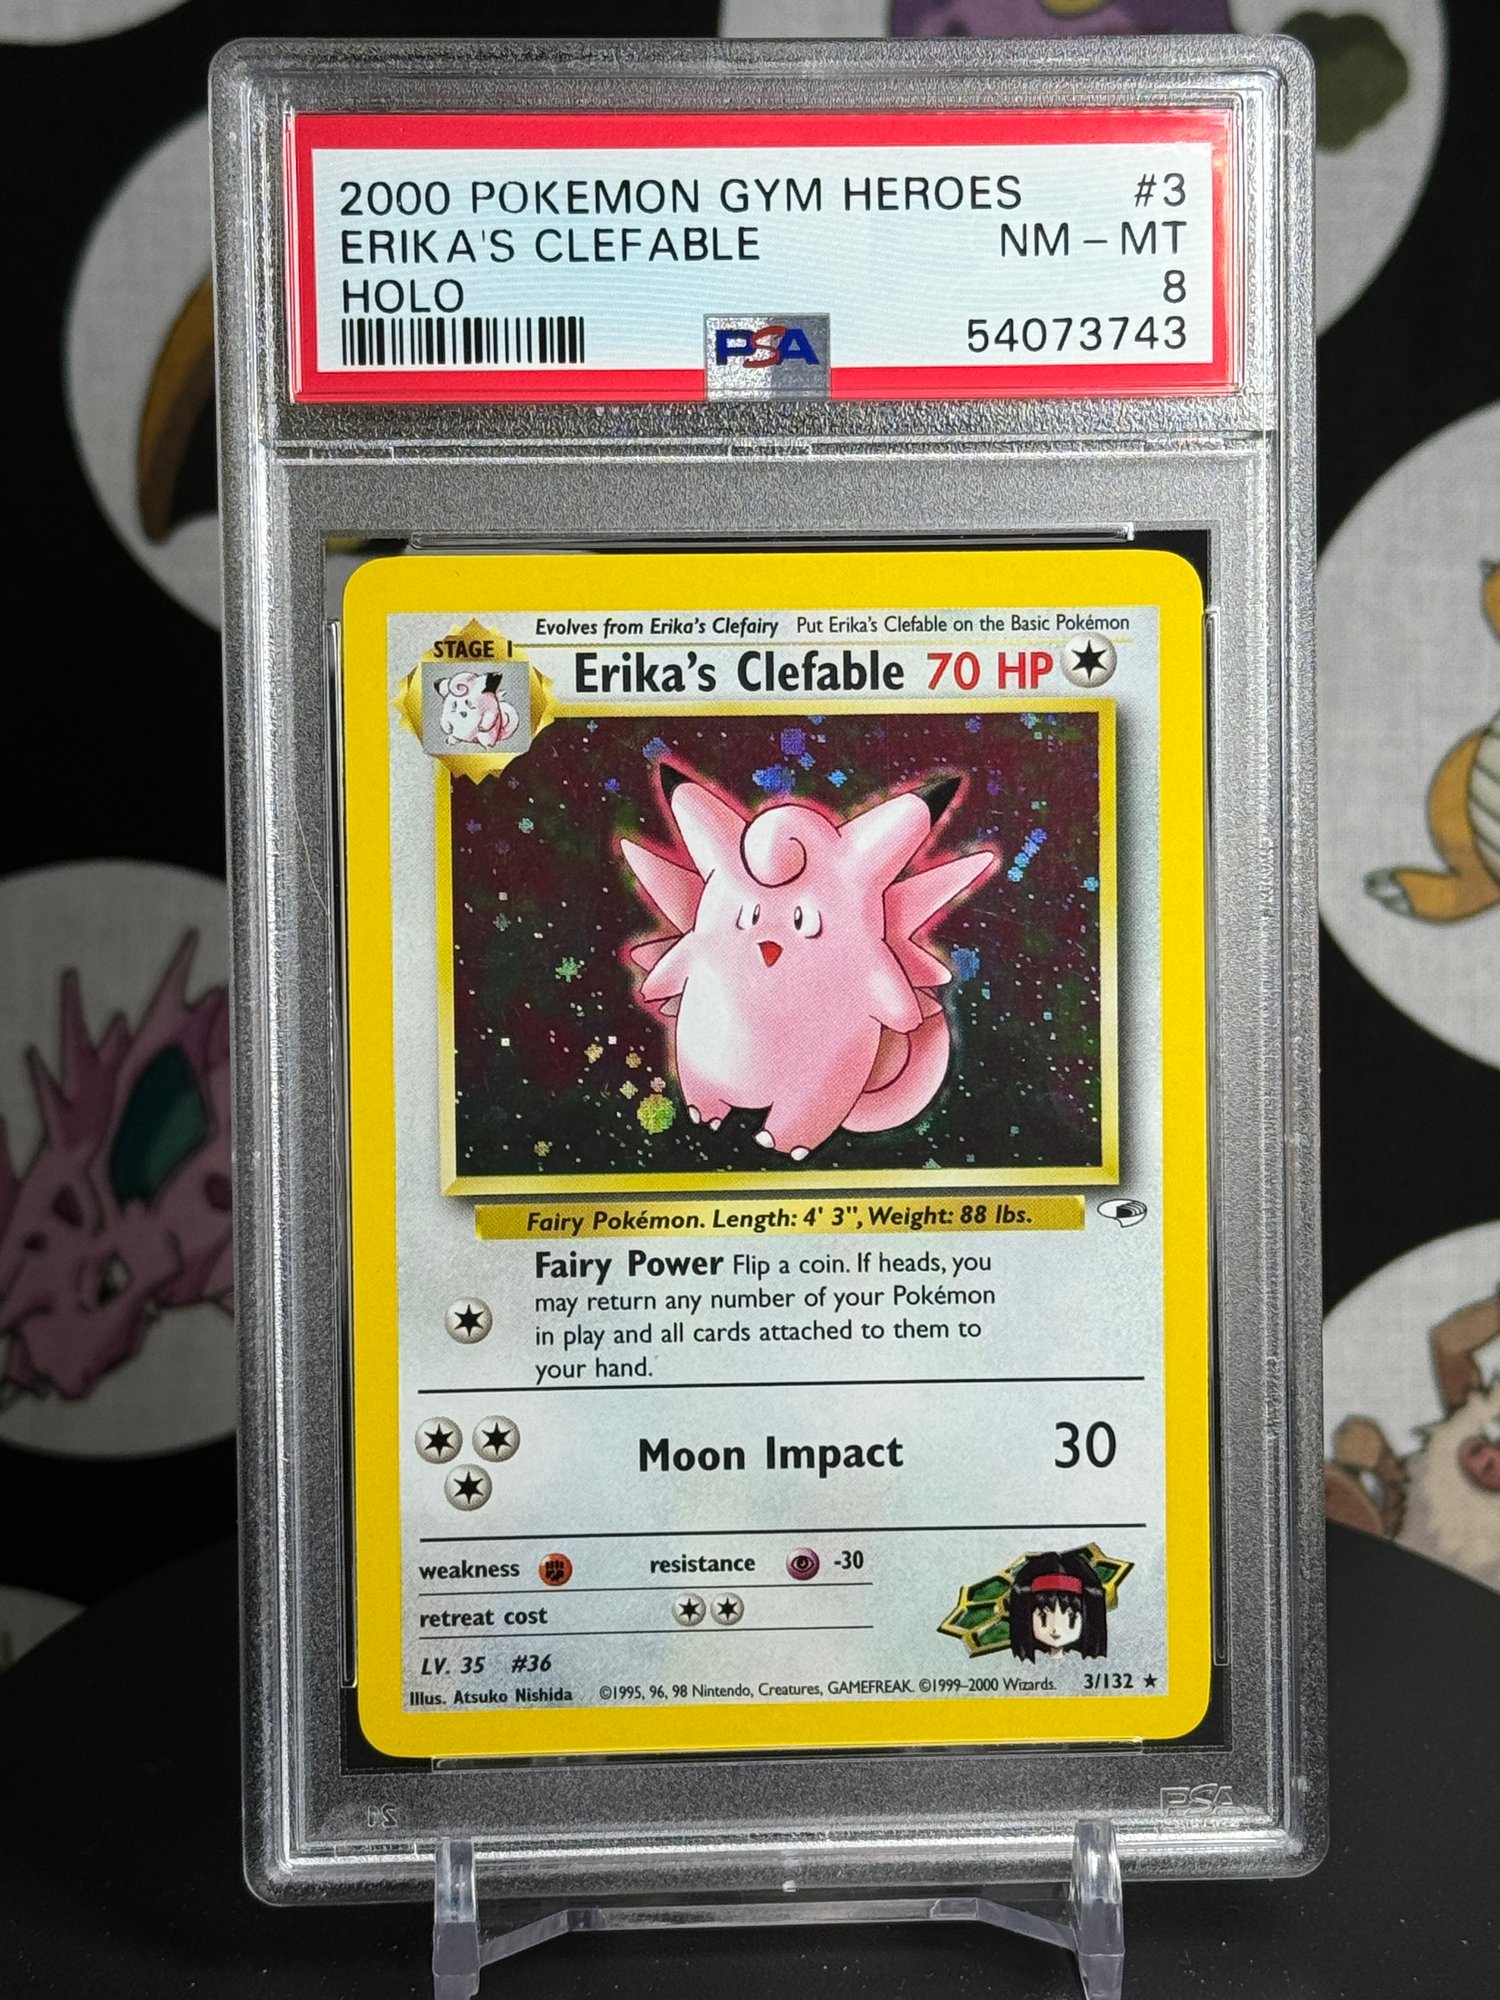 2000 POKEMON GYM HEROES #3
ERIKA'S CLEFABLE NM - MT
HOLO 8
PSA 54073743
Evolves from Erika's Clefairy Put Erika's Clefable on the Basic Pokémon
STAGE 1
Erika's Clefable 70 HP
Fairy Pokémon. Length: 4' 3", Weight: 88 lbs.
Fairy Power Flip a coin. If heads, you
may return any number of your Pokémon
in play and all cards attached to them to
your hand.
Moon Impact 30
weakness resistance -30
retreat cost
LV. 35 #36
Illus. Atsuko Nishida ©1995, 96, 98 Nintendo, Creatures, GAMEFREAK. ©1999-2000 Wizards. 3/132 ★
21 PSA